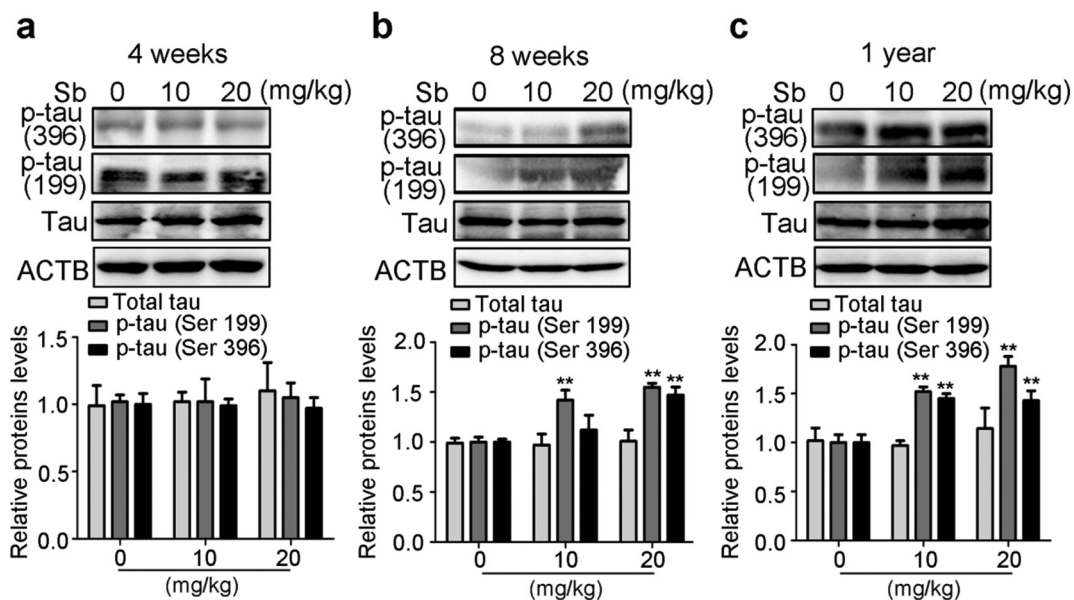 a
4 weeks
Sb 0 10 20 (mg/kg)
p-tau
(396)
p-tau
(199)
Tau
ACTB
Total tau
p-tau (Ser 199)
p-tau (Ser 396)
Relative proteins levels
1.5
1.0
0.5
0.0
0 10 20
(mg/kg)
b
8 weeks
Sb 0 10 20 (mg/kg)
p-tau
(396)
p-tau
(199)
Tau
ACTB
Total tau
p-tau (Ser 199)
p-tau (Ser 396)
Relative proteins levels
2.0
1.5
1.0
0.5
0.0
** ** **
0 10 20
(mg/kg)
c
1 year
Sb 0 10 20 (mg/kg)
p-tau
(396)
p-tau
(199)
Tau
ACTB
Total tau
p-tau (Ser 199)
p-tau (Ser 396)
Relative proteins levels
2.0
1.5
1.0
0.5
0.0
** ** ** **
0 10 20
(mg/kg)